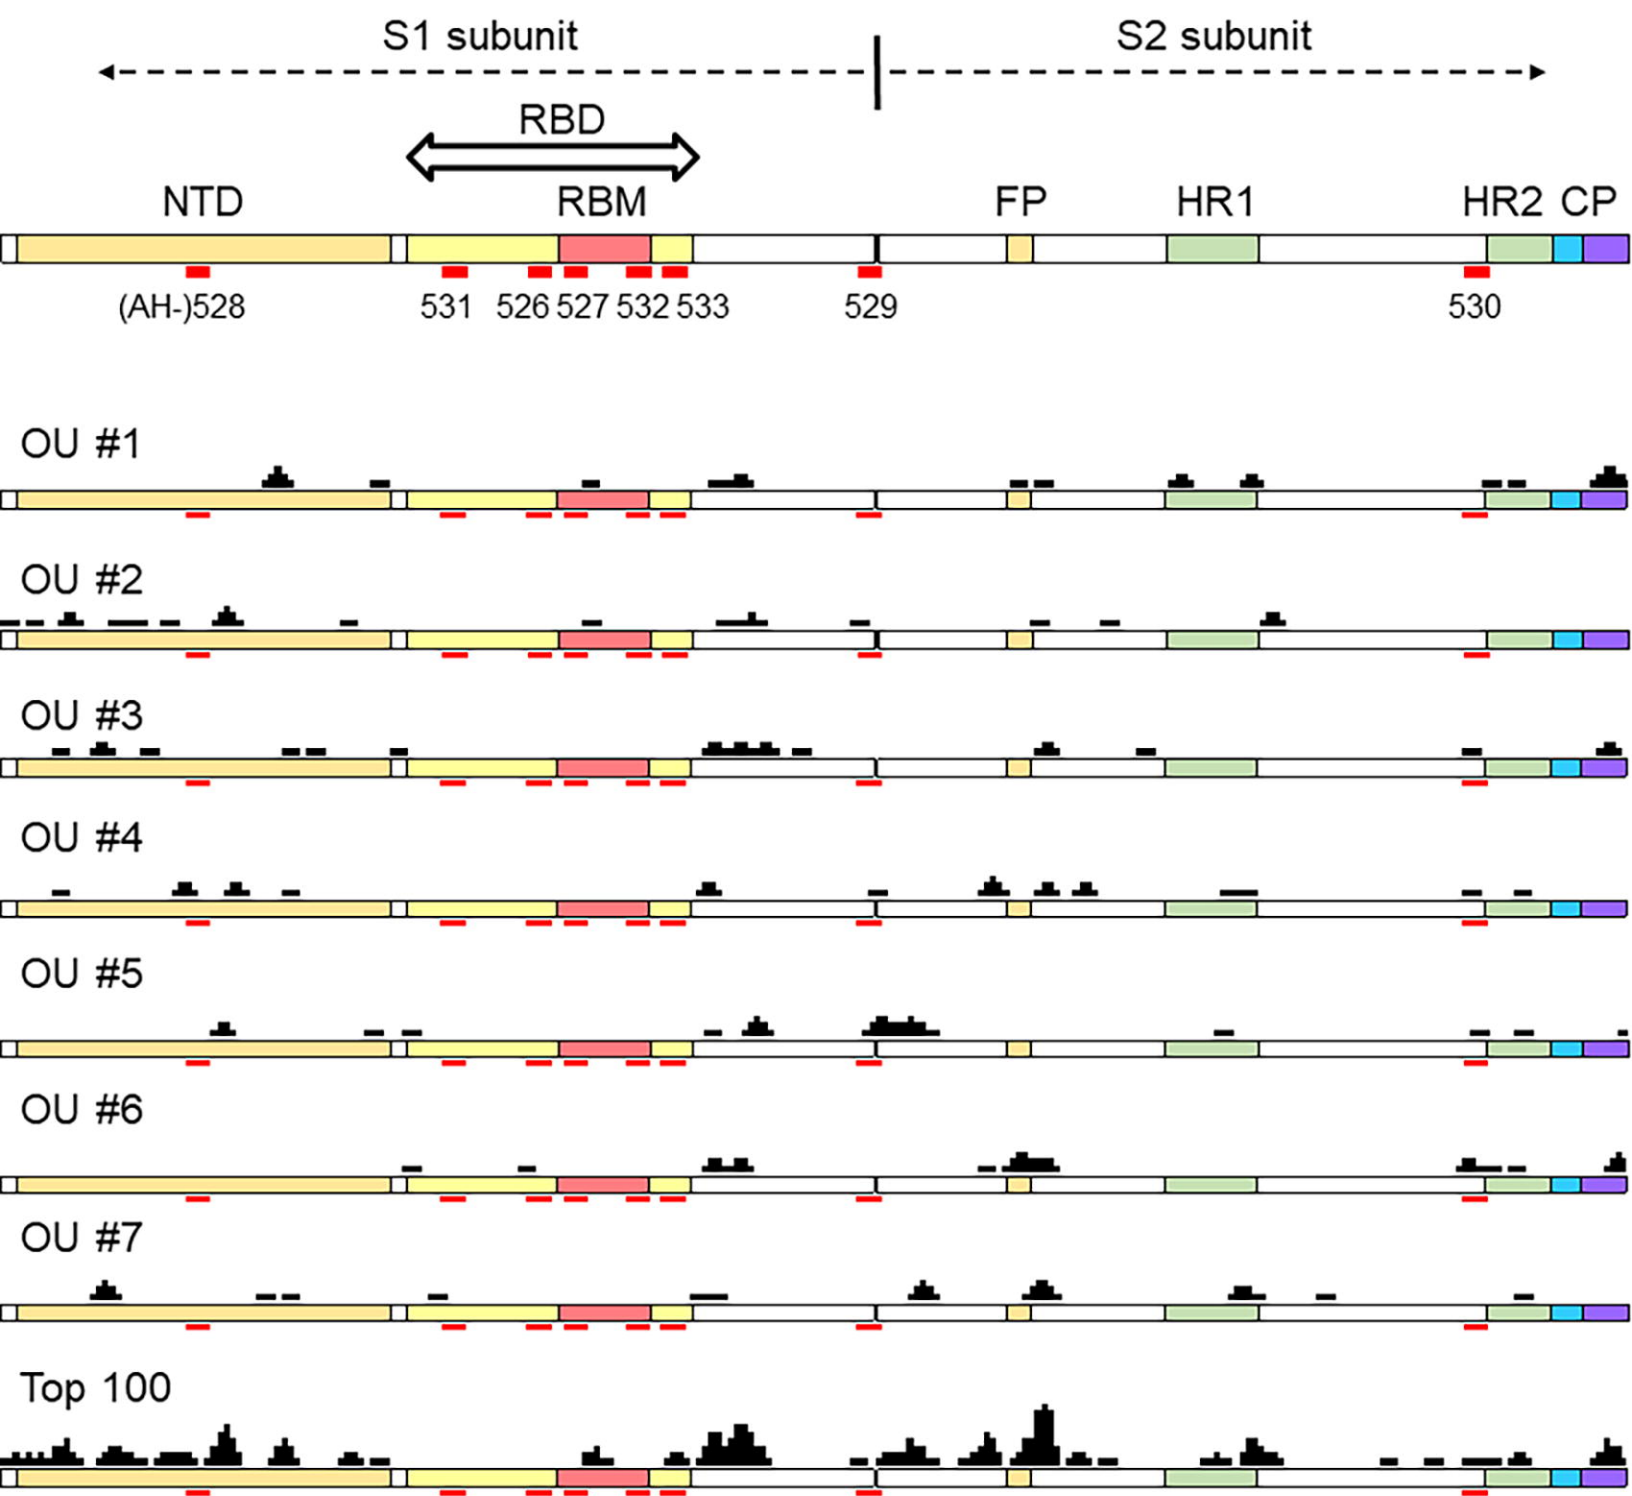 S1 subunit S2 subunit
RBD
NTD RBM FP HR1 HR2 CP
(AH-)528 531 526 527 532 533 529 530
OU #1
OU #2
OU #3
OU #4
OU #5
OU #6
OU #7
Top 100